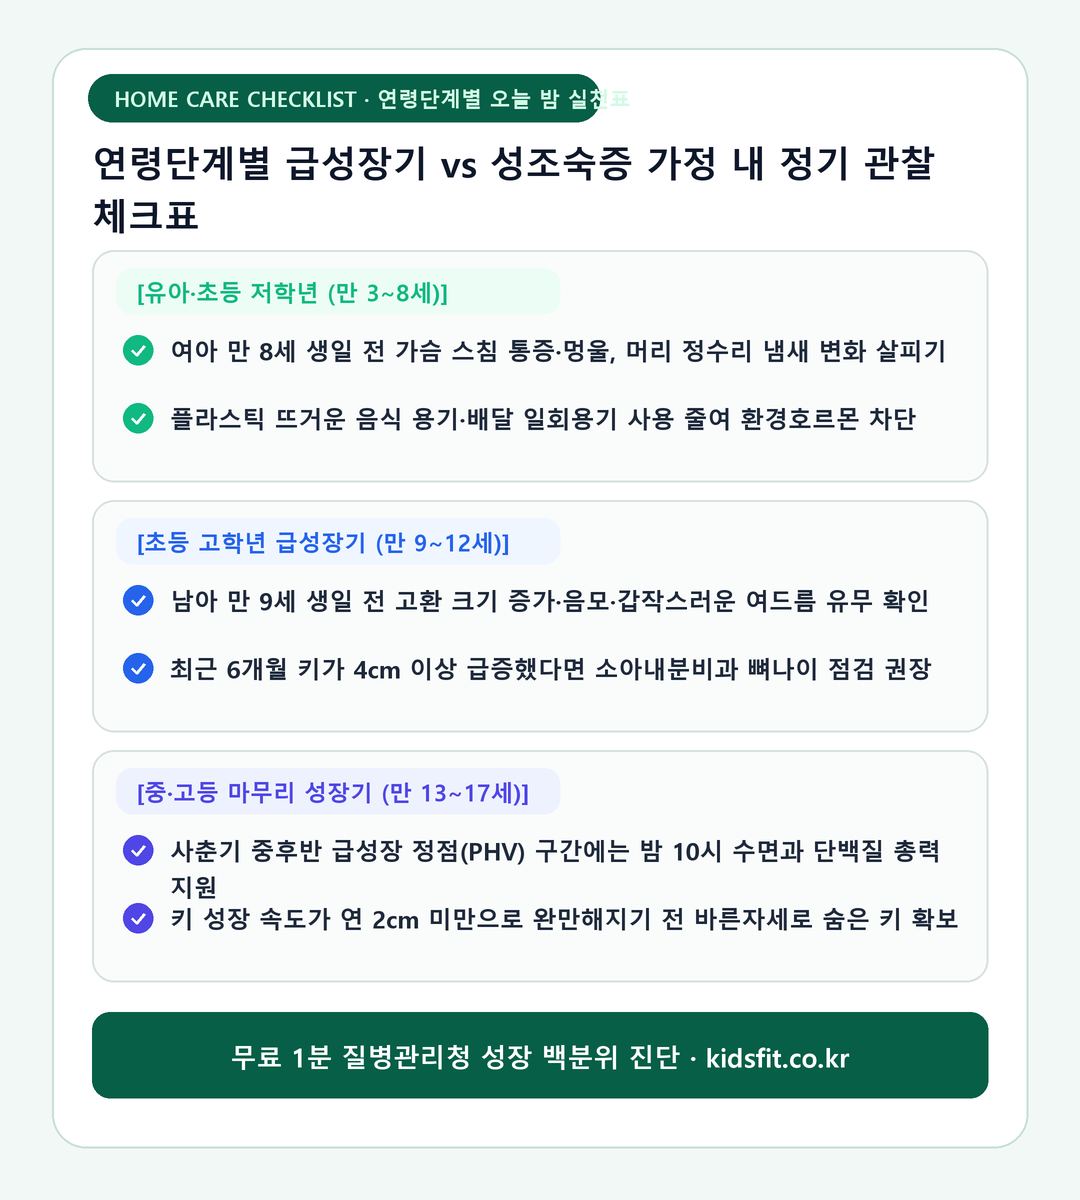 HOME CARE CHECKLIST · 연령단계별 오늘 밤 실천표
연령단계별 급성장기 vs 성조숙증 가정 내 정기 관찰
체크표
[유아·초등 저학년 (만 3~8세)]
여아 만 8세 생일 전 가슴 스침 통증·멍울, 머리 정수리 냄새 변화 살피기
플라스틱 뜨거운 음식 용기·배달 일회용기 사용 줄여 환경호르몬 차단
[초등 고학년 급성장기 (만 9~12세)]
남아 만 9세 생일 전 고환 크기 증가·음모·갑작스러운 여드름 유무 확인
최근 6개월 키가 4cm 이상 급증했다면 소아내분비과 뼈나이 점검 권장
[중·고등 마무리 성장기 (만 13~17세)]
사춘기 중후반 급성장 정점(PHV) 구간에는 밤 10시 수면과 단백질 총력
지원
키 성장 속도가 연 2cm 미만으로 완만해지기 전 바른자세로 숨은 키 확보
무료 1분 질병관리청 성장 백분위 진단 · kidsfit.co.kr